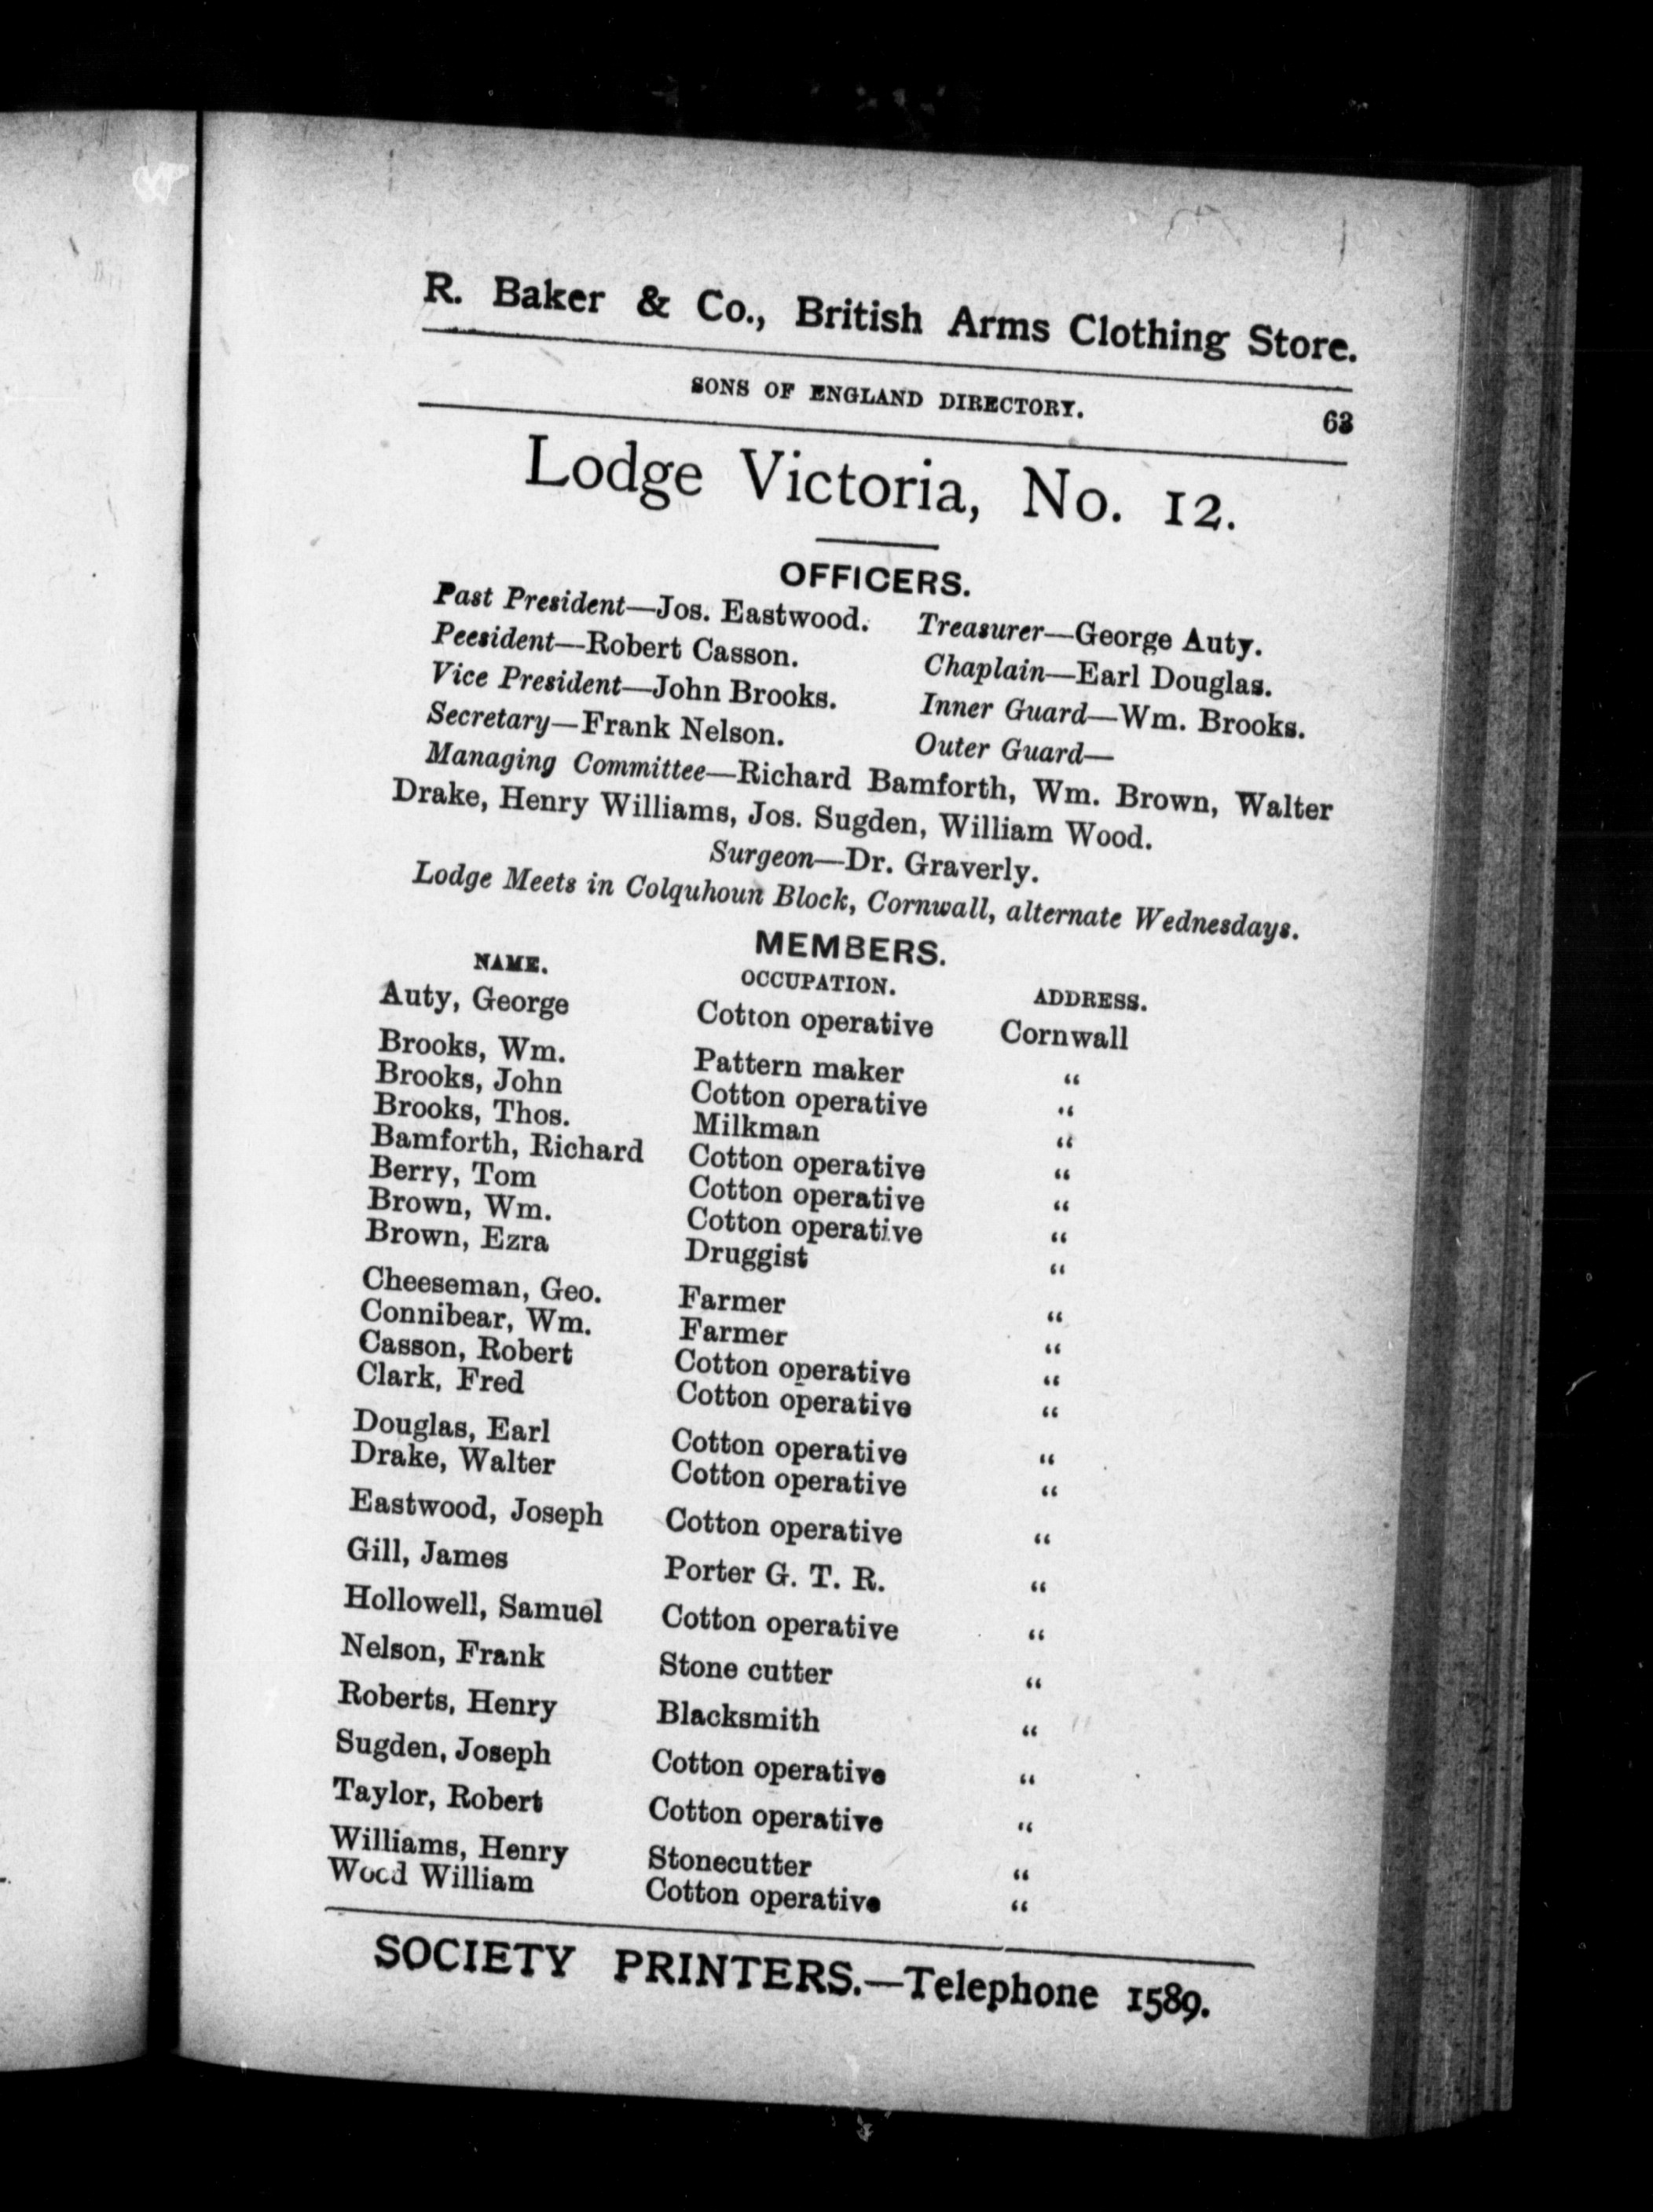 R. Baker & Co., British Arms Clothing Store.
SONS OF ENGLAND DIRECTORY. 63
Lodge Victoria, No. 12.
OFFICERS.
Past President—Jos. Eastwood. Treasurer—George Auty.
Peesident—Robert Casson. Chaplain—Earl Douglas.
Vice President—John Brooks. Inner Guard—Wm. Brooks.
Secretary—Frank Nelson. Outer Guard—
Managing Committee—Richard Bamforth, Wm. Brown, Walter
Drake, Henry Williams, Jos. Sugden, William Wood.
Surgeon—Dr. Graverly.
Lodge Meets in Colquhoun Block, Cornwall, alternate Wednesdays.
MEMBERS.
NAME. OCCUPATION. ADDRESS.
Auty, George Cotton operative Cornwall
Brooks, Wm. Pattern maker “
Brooks, John Cotton operative “
Brooks, Thos. Milkman “
Bamforth, Richard Cotton operative “
Berry, Tom Cotton operative “
Brown, Wm. Cotton operative “
Brown, Ezra Druggist “
Cheeseman, Geo. Farmer “
Connibear, Wm. Farmer “
Casson, Robert Cotton operative “
Clark, Fred Cotton operative “
Douglas, Earl Cotton operative “
Drake, Walter Cotton operative “
Eastwood, Joseph Cotton operative “
Gill, James Porter G. T. R. “
Hollowell, Samuel Cotton operative “
Nelson, Frank Stone cutter “
Roberts, Henry Blacksmith “
Sugden, Joseph Cotton operative “
Taylor, Robert Cotton operative “
Williams, Henry Stonecutter “
Wood William Cotton operative “
SOCIETY PRINTERS.—Telephone 1589.